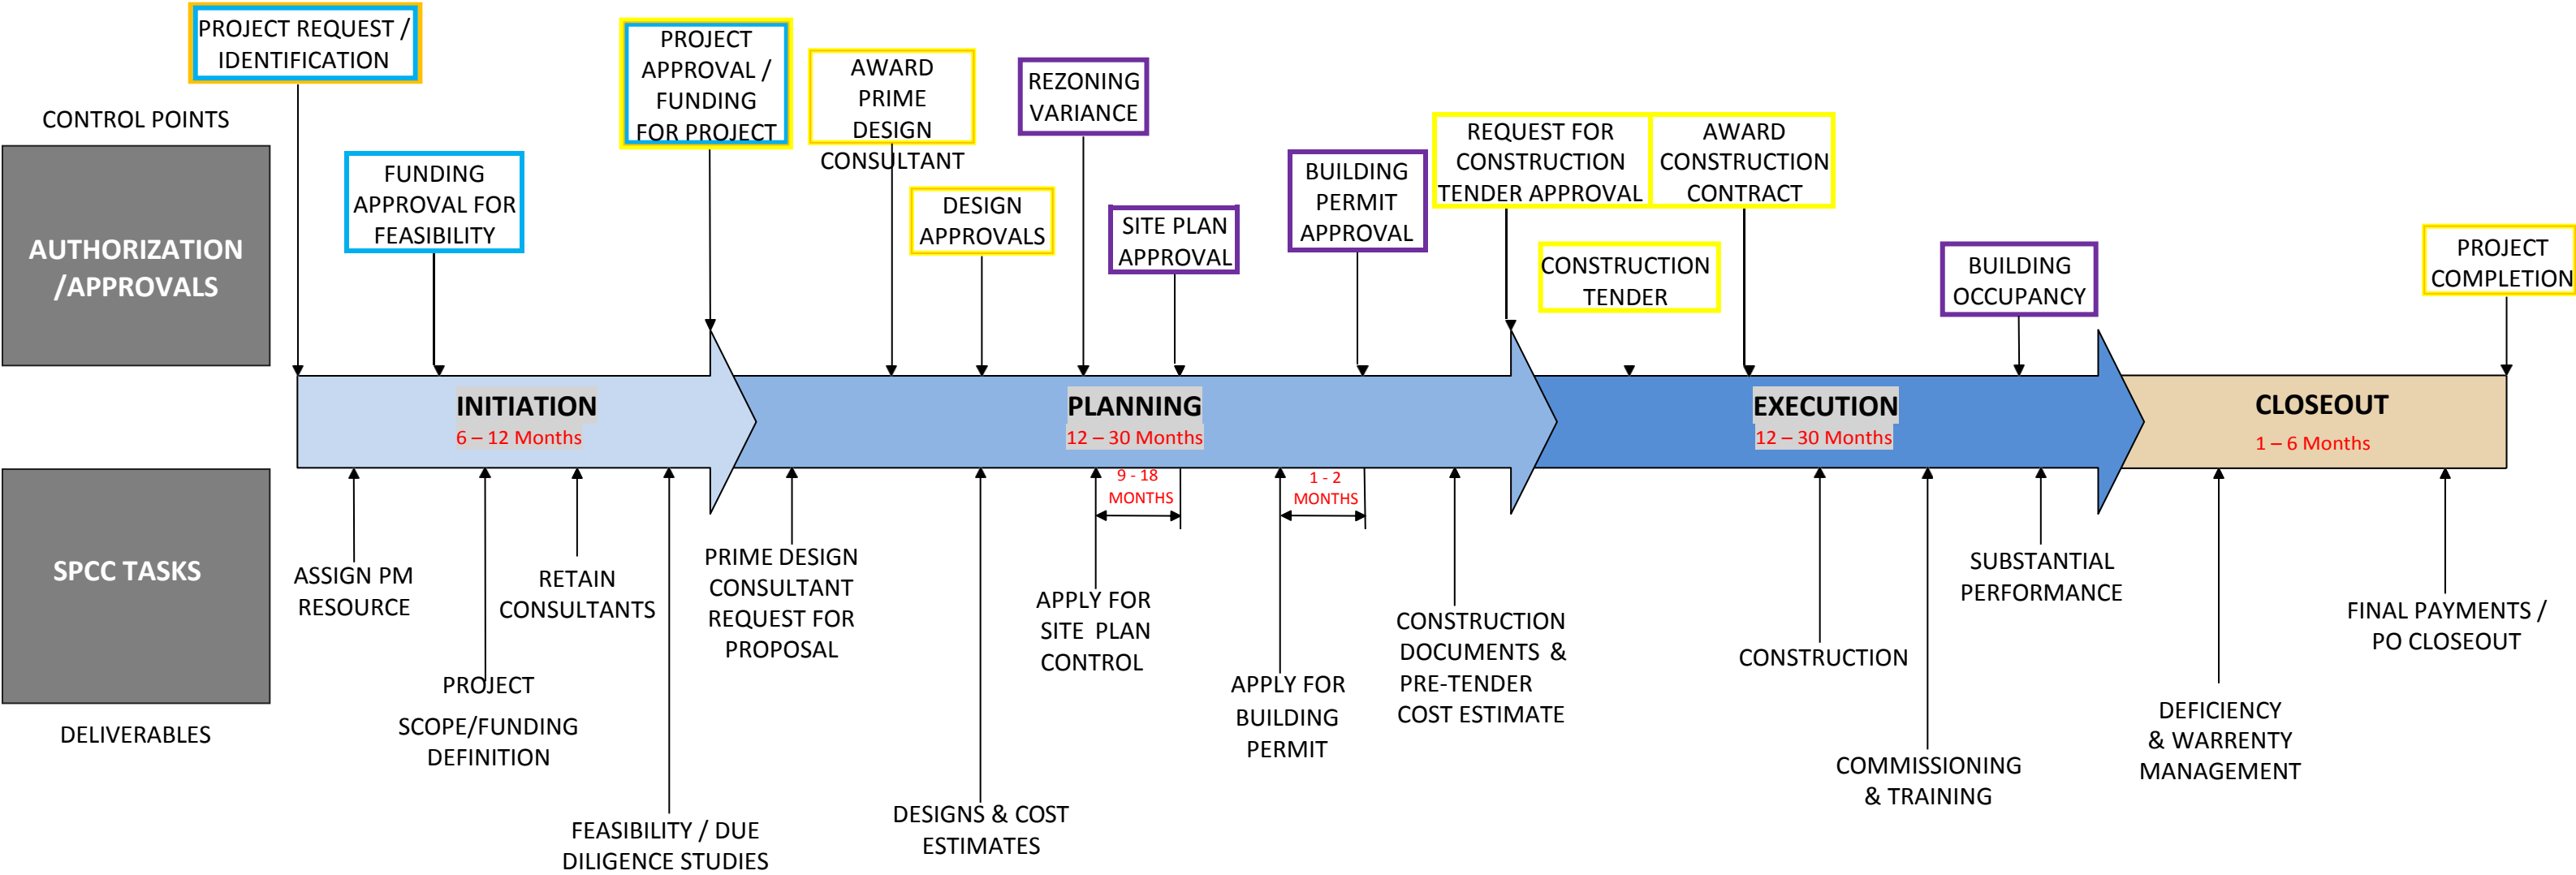 PROJECT REQUEST /
IDENTIFICATION
PROJECT
APPROVAL /
FUNDING
FOR PROJECT
AWARD
PRIME
DESIGN
CONSULTANT
REZONING
VARIANCE
CONTROL POINTS
FUNDING
APPROVAL FOR
FEASIBILITY
DESIGN
APPROVALS
SITE PLAN
APPROVAL
BUILDING
PERMIT
APPROVAL
REQUEST FOR
CONSTRUCTION
TENDER APPROVAL
AWARD
CONSTRUCTION
CONTRACT
CONSTRUCTION
TENDER
BUILDING
OCCUPANCY
PROJECT
COMPLETION
AUTHORIZATION
/APPROVALS
INITIATION
6 – 12 Months
PLANNING
12 – 30 Months
EXECUTION
12 – 30 Months
CLOSEOUT
1 – 6 Months
9 - 18
MONTHS
1 - 2
MONTHS
SPCC TASKS
ASSIGN PM
RESOURCE
PROJECT
SCOPE/FUNDING
DEFINITION
RETAIN
CONSULTANTS
FEASIBILITY / DUE
DILIGENCE STUDIES
PRIME DESIGN
CONSULTANT
REQUEST FOR
PROPOSAL
DESIGNS & COST
ESTIMATES
APPLY FOR
SITE PLAN
CONTROL
APPLY FOR
BUILDING
PERMIT
CONSTRUCTION
DOCUMENTS &
PRE-TENDER
COST ESTIMATE
CONSTRUCTION
COMMISSIONING
& TRAINING
SUBSTANTIAL
PERFORMANCE
DEFICIENCY
& WARRENTY
MANAGEMENT
FINAL PAYMENTS /
PO CLOSEOUT
DELIVERABLES